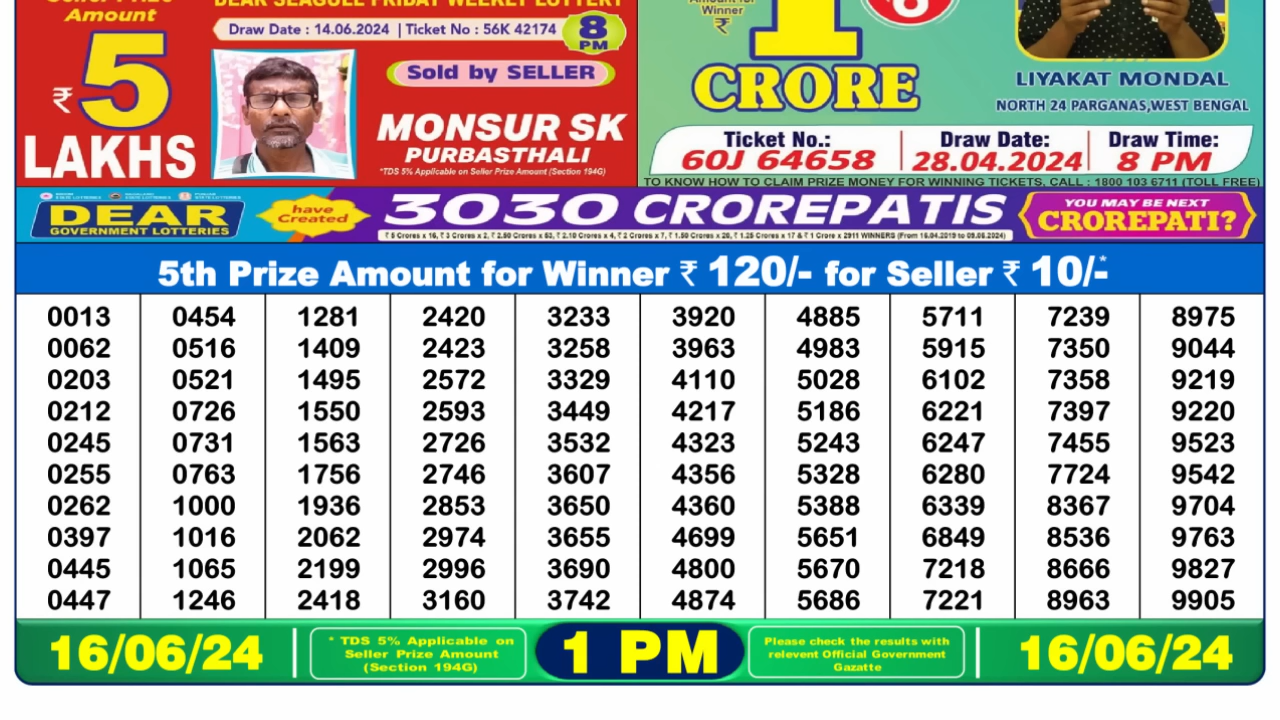 Amount
₹ 5
LAKHS
DEAR SEAGULL FRIDAY WEEKLY LOTTERY
Draw Date : 14.06.2024 | Ticket No : 56K 42174
8
PM
Sold by SELLER
MONSUR SK
PURBASTHALI
*TDS 5% Applicable on Seller Prize Amount (Section 194G)
Amount for
Winner
₹
1
CRORE
6
LIYAKAT MONDAL
NORTH 24 PARGANAS,WEST BENGAL
Ticket No.: Draw Date: Draw Time:
60J 64658 28.04.2024 8 PM
TO KNOW HOW TO CLAIM PRIZE MONEY FOR WINNING TICKETS, CALL : 1800 103 6711 (TOLL FREE)
DEAR
GOVERNMENT LOTTERIES
have
Created
3030 CROREPATIS
YOU MAY BE NEXT
CROREPATI?
5th Prize Amount for Winner ₹ 120/- for Seller ₹ 10/-*
0013 0454 1281 2420 3233 3920 4885 5711 7239 8975
0062 0516 1409 2423 3258 3963 4983 5915 7350 9044
0203 0521 1495 2572 3329 4110 5028 6102 7358 9219
0212 0726 1550 2593 3449 4217 5186 6221 7397 9220
0245 0731 1563 2726 3532 4323 5243 6247 7455 9523
0255 0763 1756 2746 3607 4356 5328 6280 7724 9542
0262 1000 1936 2853 3650 4360 5388 6339 8367 9704
0397 1016 2062 2974 3655 4699 5651 6849 8536 9763
0445 1065 2199 2996 3690 4800 5670 7218 8666 9827
0447 1246 2418 3160 3742 4874 5686 7221 8963 9905
16/06/24
* TDS 5% Applicable on
Seller Prize Amount
(Section 194G)
1 PM
Please check the results with
relevent Official Government
Gazatte
16/06/24